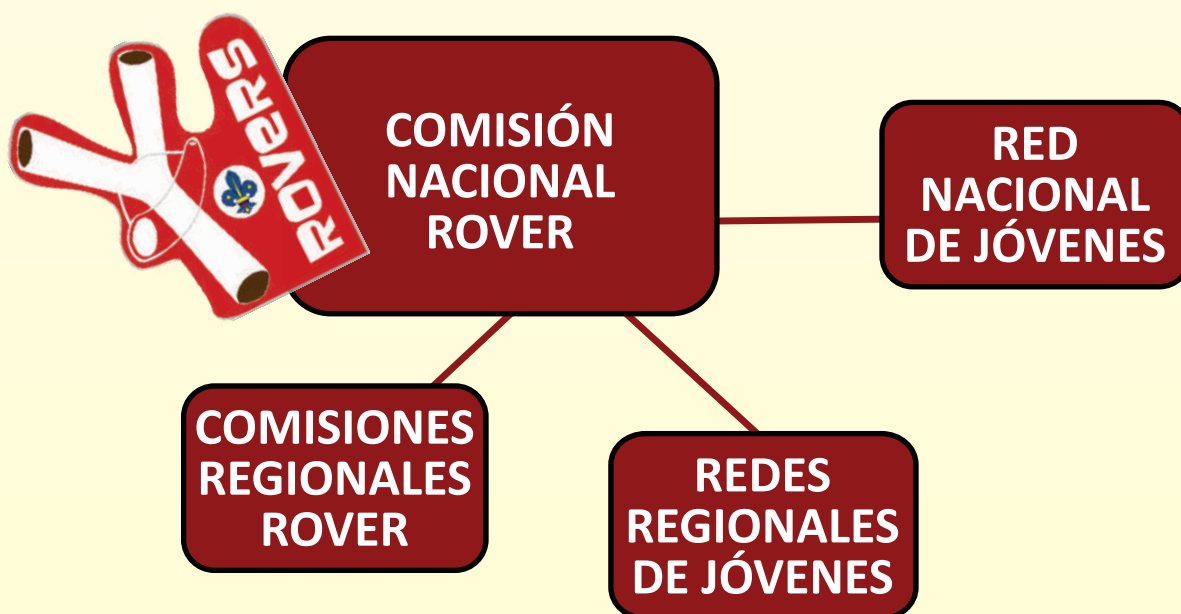 ROVERS
COMISIÓN
NACIONAL
ROVER
RED
NACIONAL
DE JÓVENES
COMISIONES
REGIONALES
ROVER
REDES
REGIONALES
DE JÓVENES